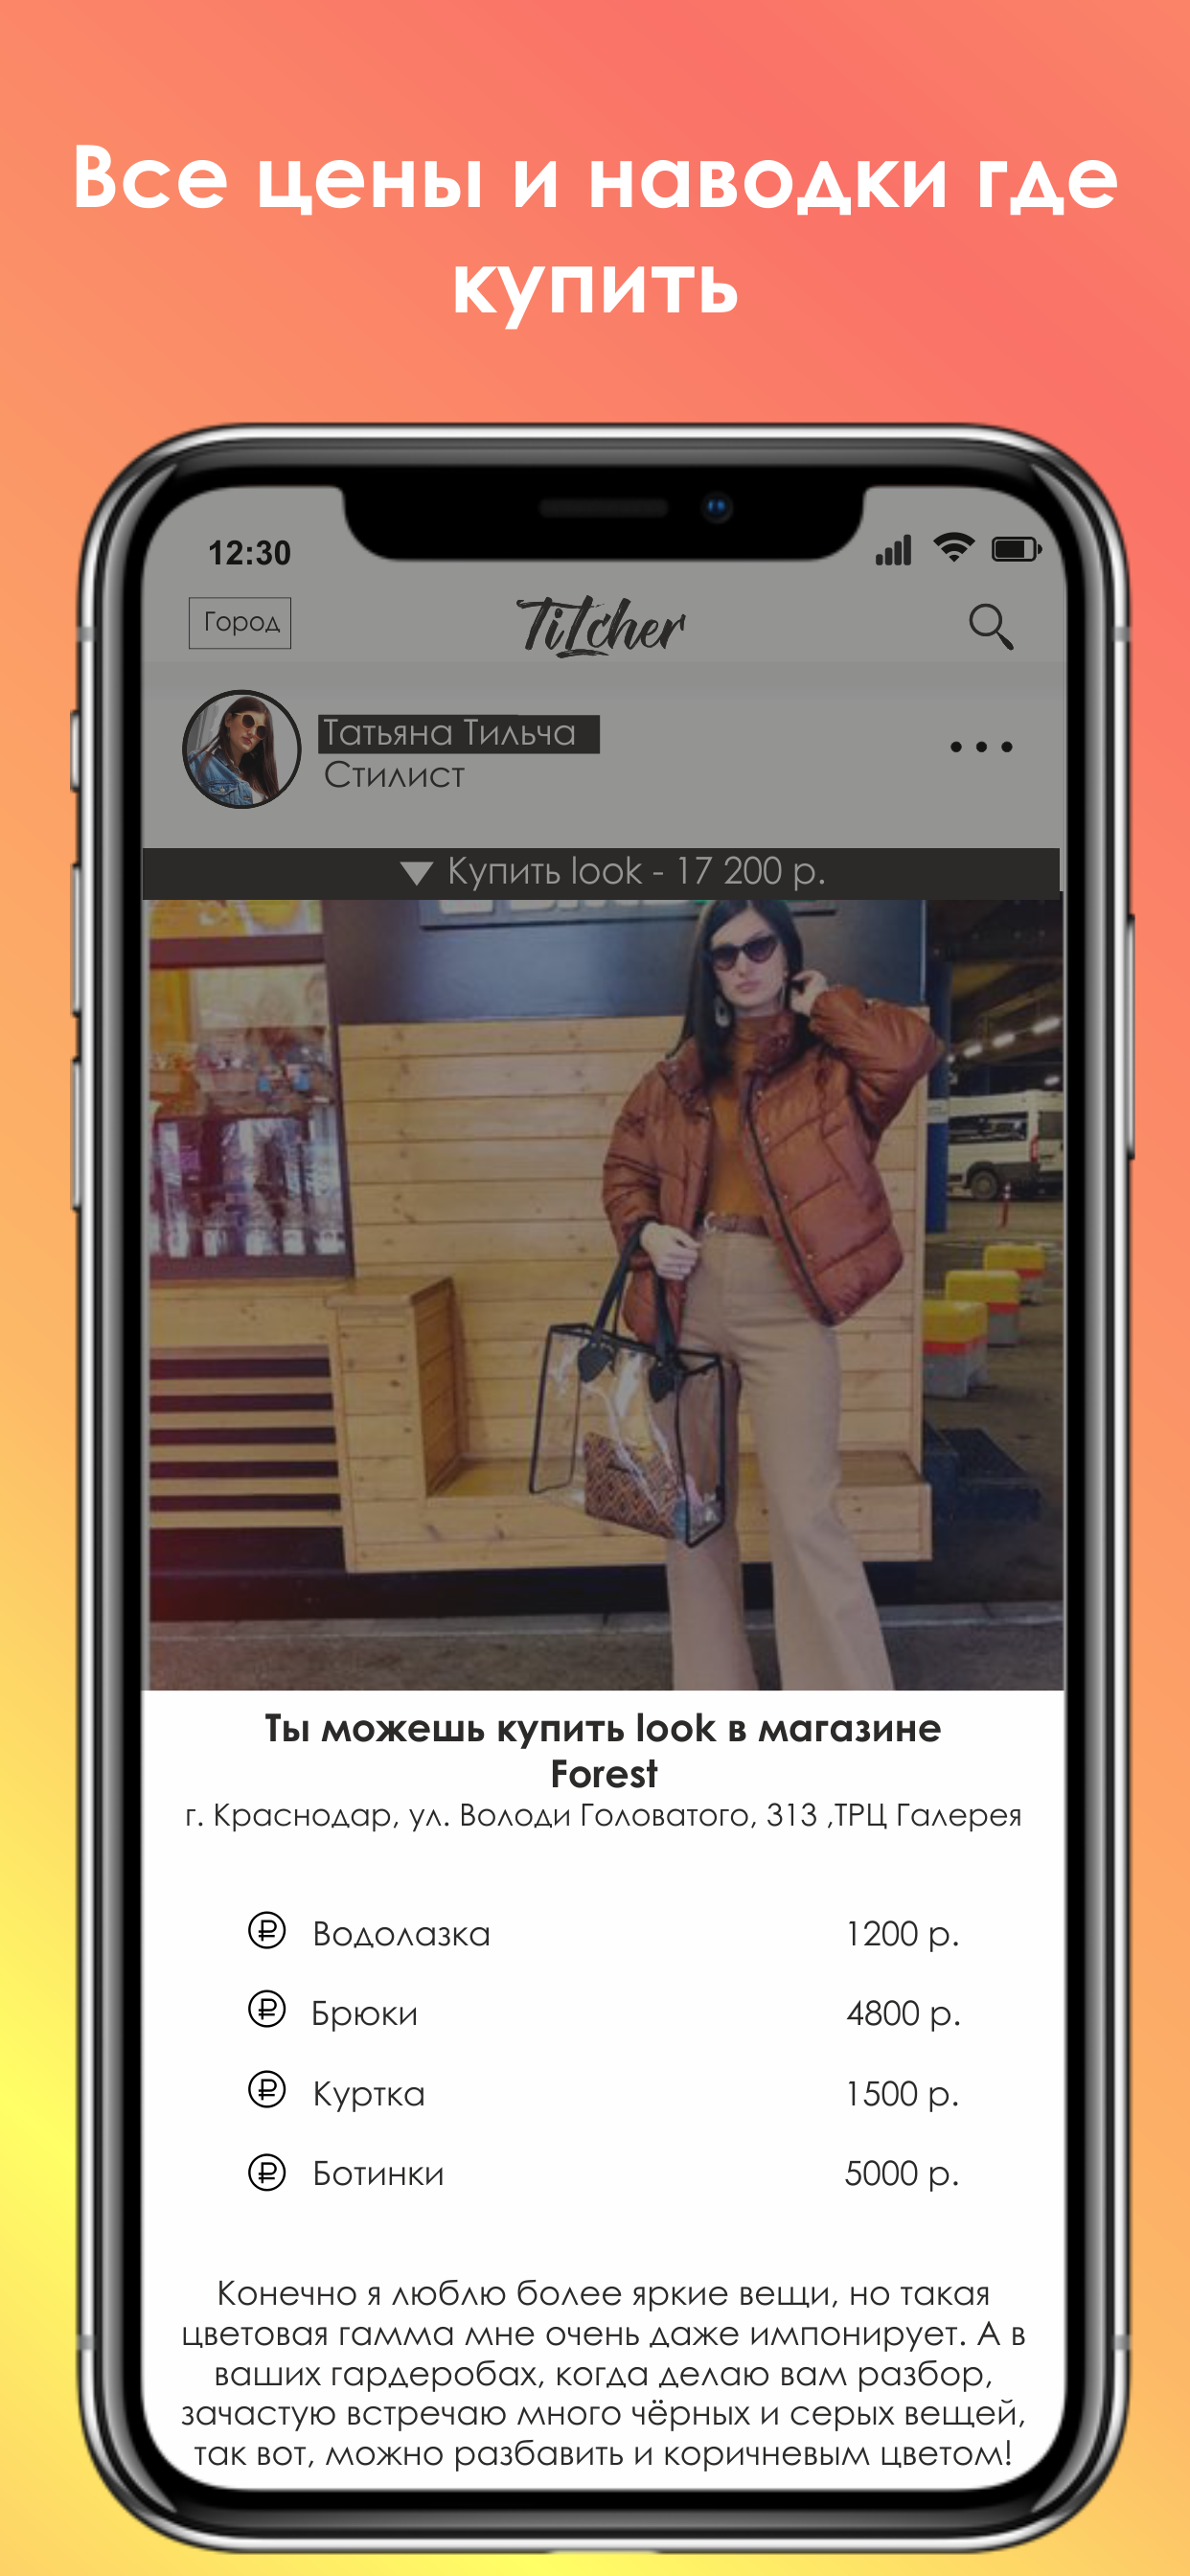 Все цены и наводки где
купить
12:30
Город
TiLcher
Татьяна Тильча
Стилист
Купить look - 17 200 р.
Ты можешь купить look в магазине
Forest
г. Краснодар, ул. Володи Головатого, 313 ,ТРЦ Галерея
Водолазка 1200 р.
Брюки 4800 р.
Куртка 1500 р.
Ботинки 5000 р.
Конечно я люблю более яркие вещи, но такая
цветовая гамма мне очень даже импонирует. А в
ваших гардеробах, когда делаю вам разбор,
зачастую встречаю много чёрных и серых вещей,
так вот, можно разбавить и коричневым цветом!